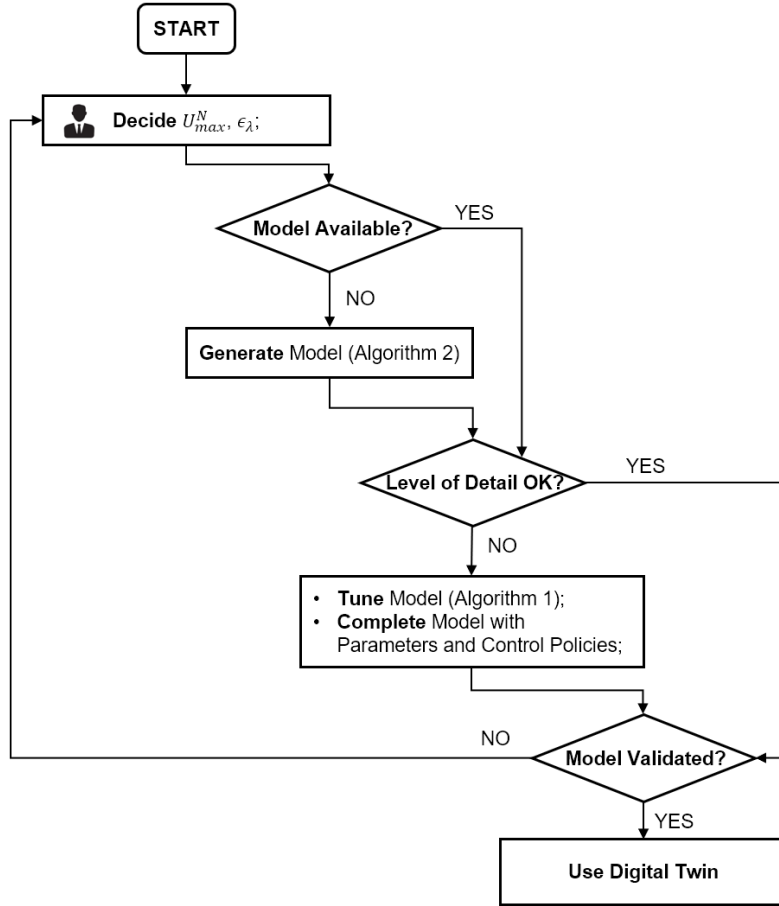 START
Decide U^N_max, ϵ_λ;
Model Available?
YES
NO
Generate Model (Algorithm 2)
Level of Detail OK?
YES
NO
• Tune Model (Algorithm 1);
• Complete Model with
Parameters and Control Policies;
NO
Model Validated?
YES
Use Digital Twin